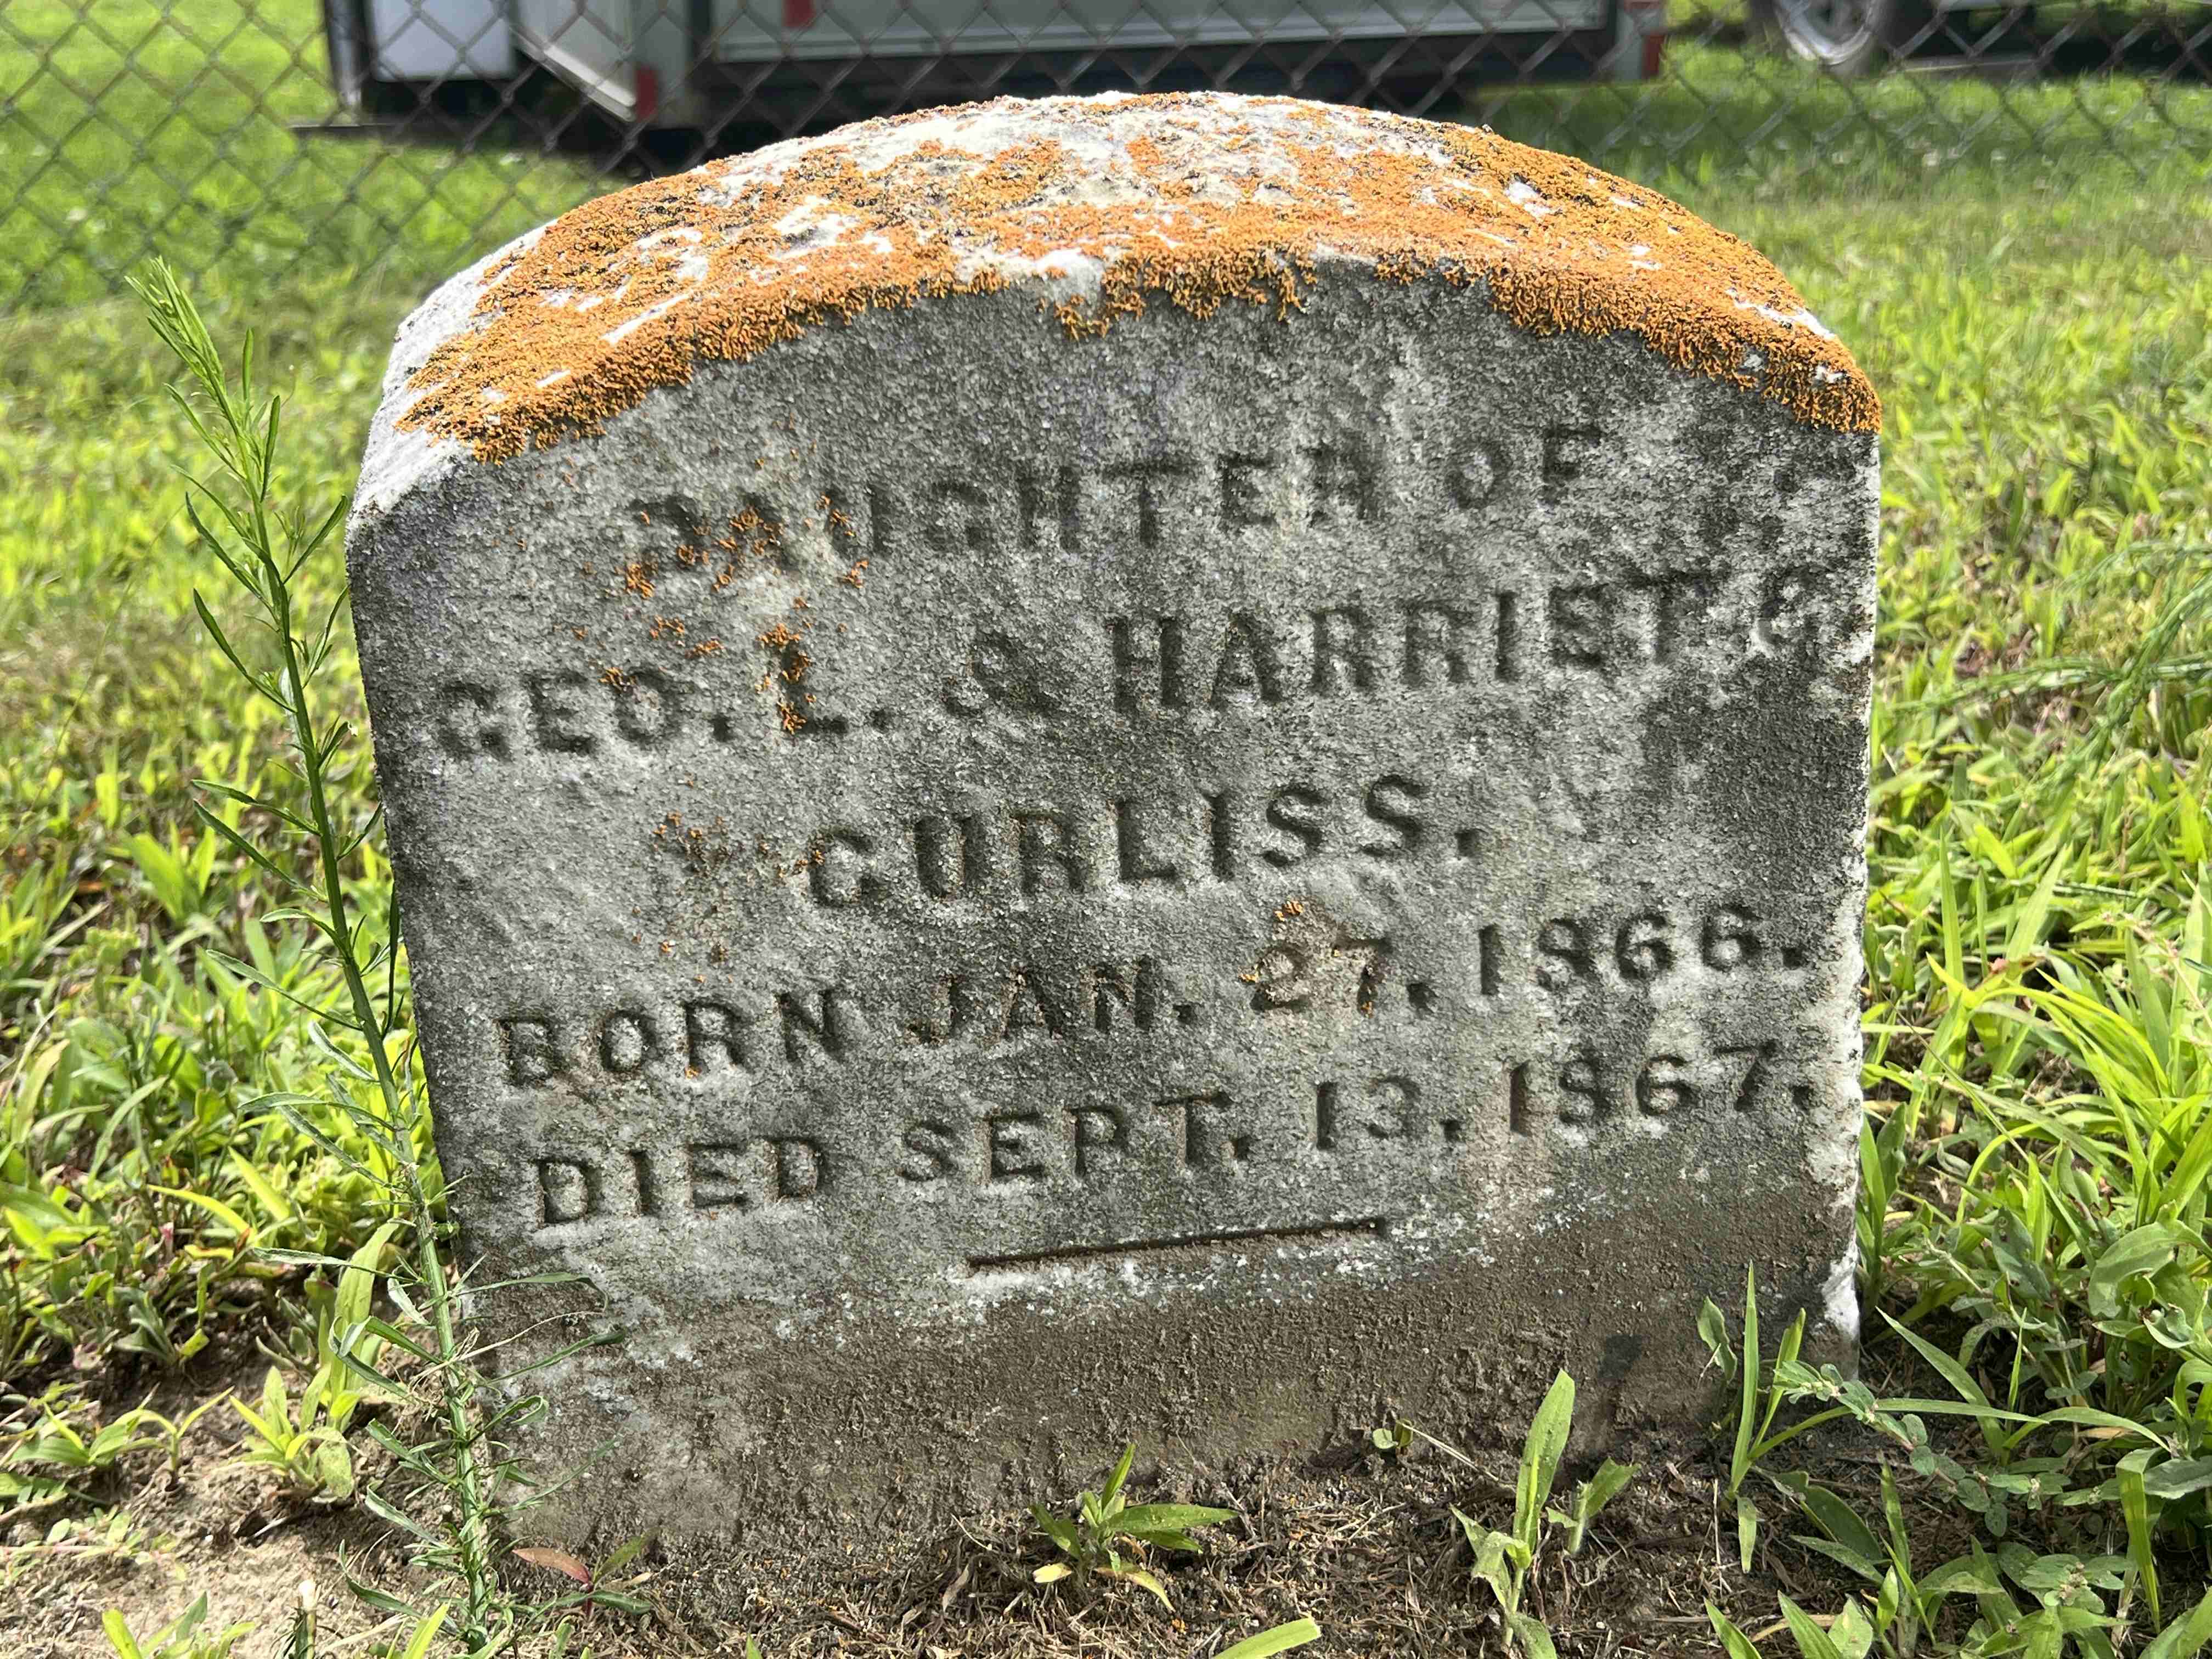 DAUGHTER OF
GEO. L. & HARRIET G
CURLISS.
BORN JAN. 27, 1866.
DIED SEPT. 13, 1867.